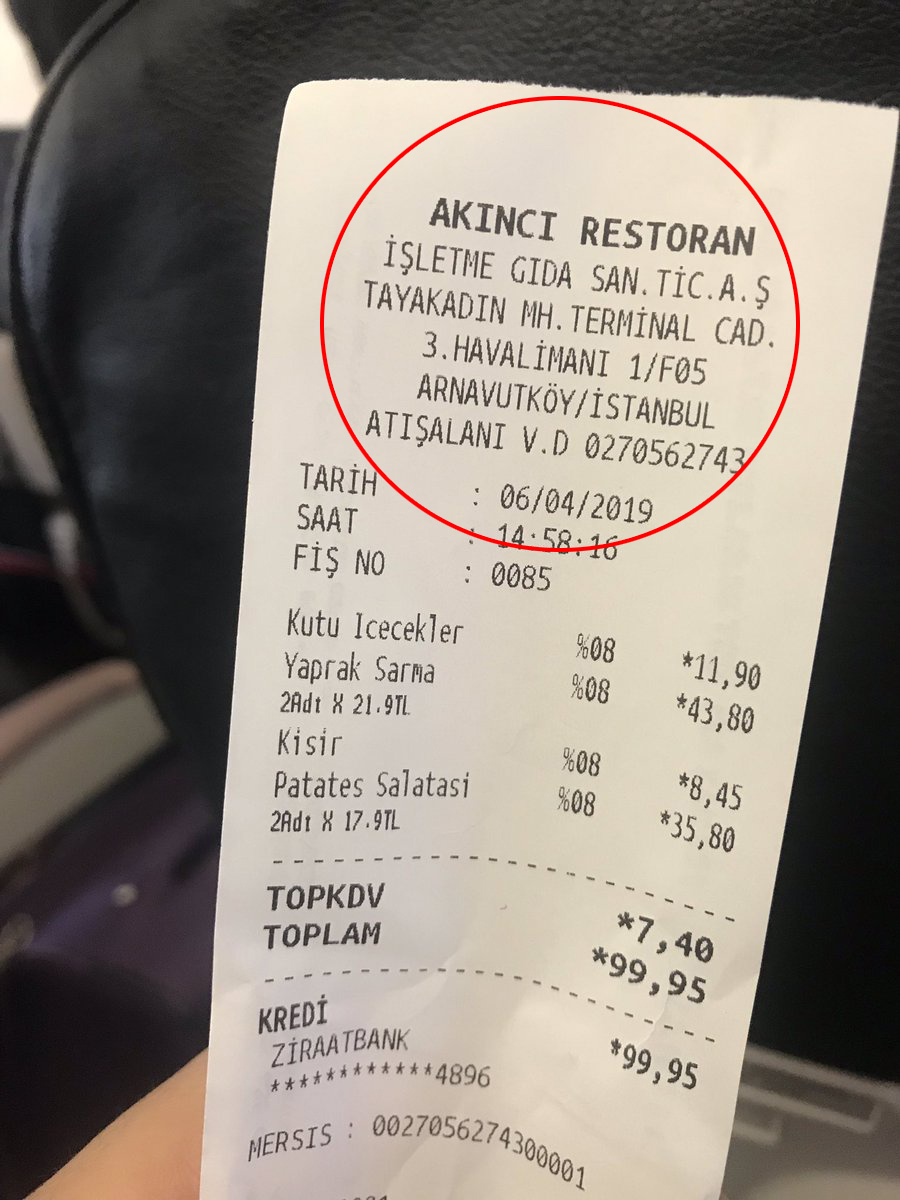 AKINCI RESTORAN
İŞLETME GIDA SAN.TİC.A.Ş
TAYAKADIN MH.TERMİNAL CAD.
3.HAVALİMANI 1/F05
ARNAVUTKÖY/İSTANBUL
ATIŞALANI V.D 0270562743
TARİH : 06/04/2019
SAAT : 14:58:16
FİŞ NO : 0085
Kutu Icecekler %08 *11,90
Yaprak Sarma %08 *43,80
2Adt X 21.9TL
Kisir %08 *8,45
Patates Salatasi %08 *35,80
2Adt X 17.9TL
TOPKDV *7,40
TOPLAM *99,95
KREDİ *99,95
ZİRAATBANK
************4896
MERSIS : 0027056274300001